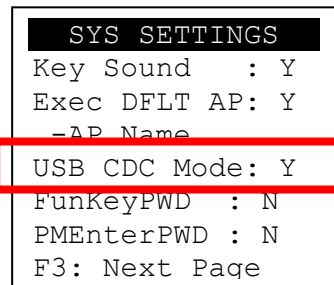 SYS SETTINGS
Key Sound : Y
Exec DFLT AP: Y
-AP Name
USB CDC Mode: Y
FunKeyPWD : N
PMEnterPWD : N
F3: Next Page